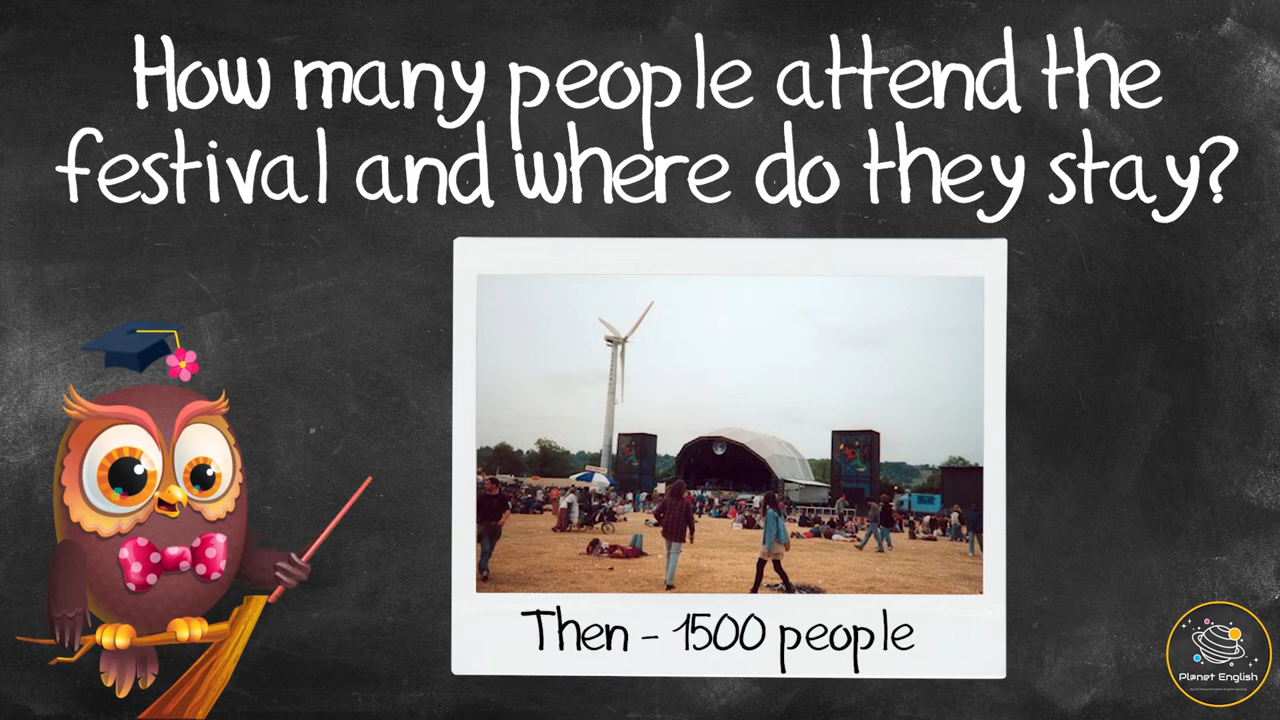 How many people attend the
festival and where do they stay?
Then - 1500 people
Planet English